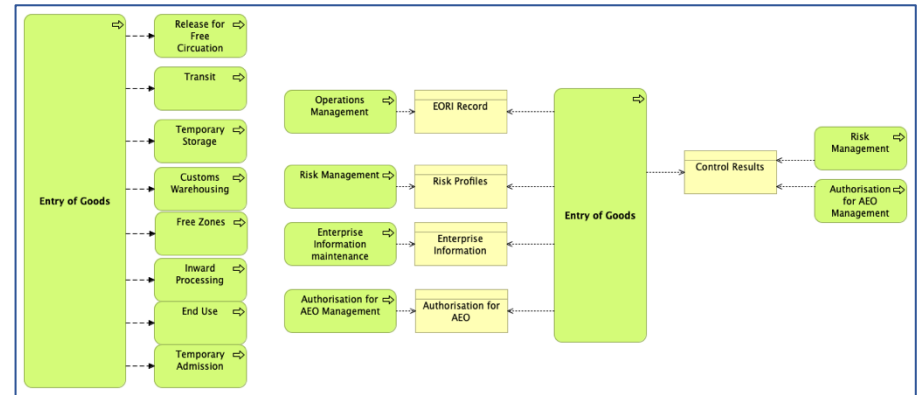 Entry of Goods
Release for
Free
Circuation
Transit
Temporary
Storage
Customs
Warehousing
Free Zones
Inward
Processing
End Use
Temporary
Admission
Operations
Management
EORI Record
Risk Management
Risk Profiles
Enterprise
Information
maintenance
Enterprise
Information
Authorisation for
AEO Management
Authorisation for
AEO
Entry of Goods
Control Results
Risk
Management
Authorisation
for AEO
Management